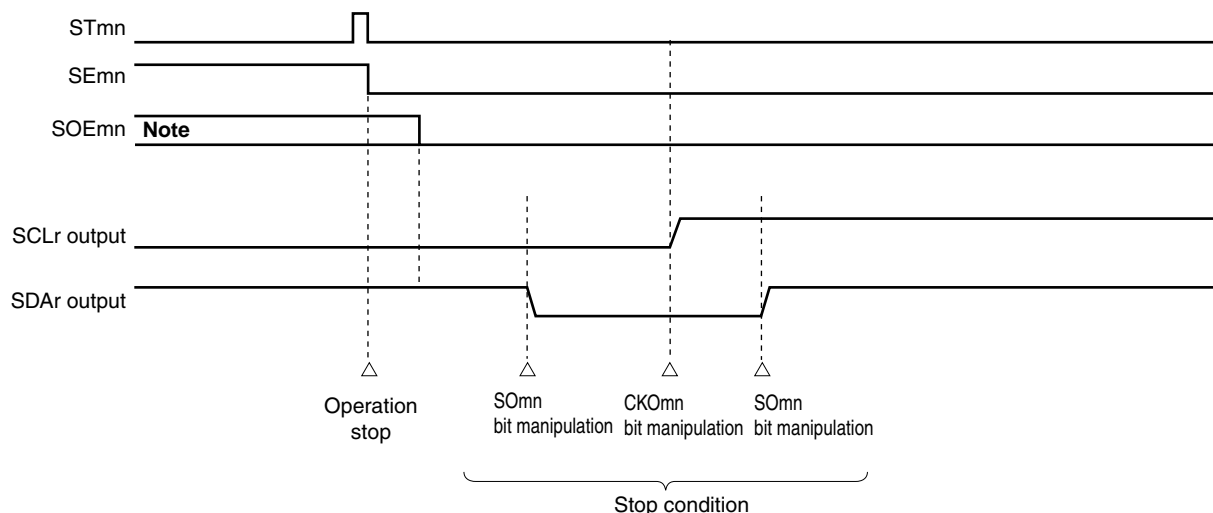 STmn
SEmn
SOEmn Note
SCLr output
SDAr output
Operation
stop
SOmn
bit manipulation
CKOmn
bit manipulation
SOmn
bit manipulation
Stop condition